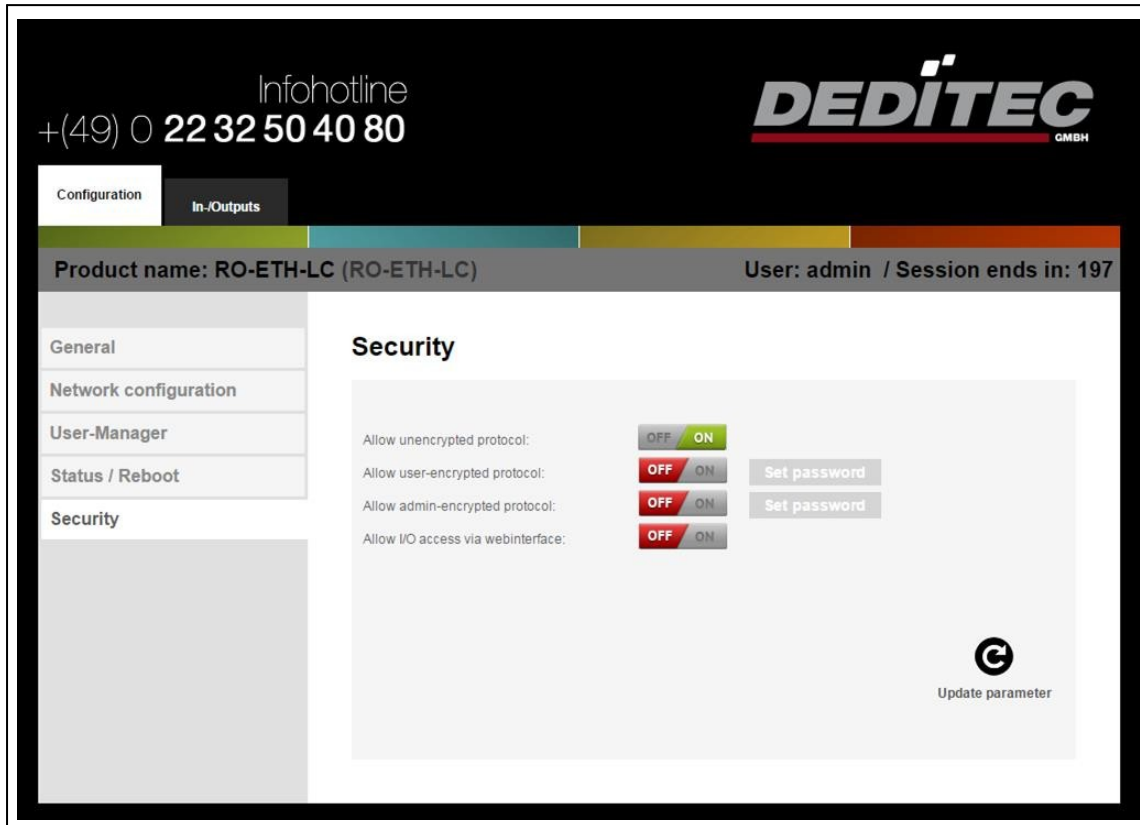 Infohotline
+(49) 0 22 32 50 40 80
DEDITEC
GMBH
Configuration
In-/Outputs
Product name: RO-ETH-LC (RO-ETH-LC)
User: admin / Session ends in: 197
General
Network configuration
User-Manager
Status / Reboot
Security
Security
Allow unencrypted protocol:
OFF ON
Allow user-encrypted protocol:
OFF ON
Set password
Allow admin-encrypted protocol:
OFF ON
Set password
Allow I/O access via webinterface:
OFF ON
Update parameter